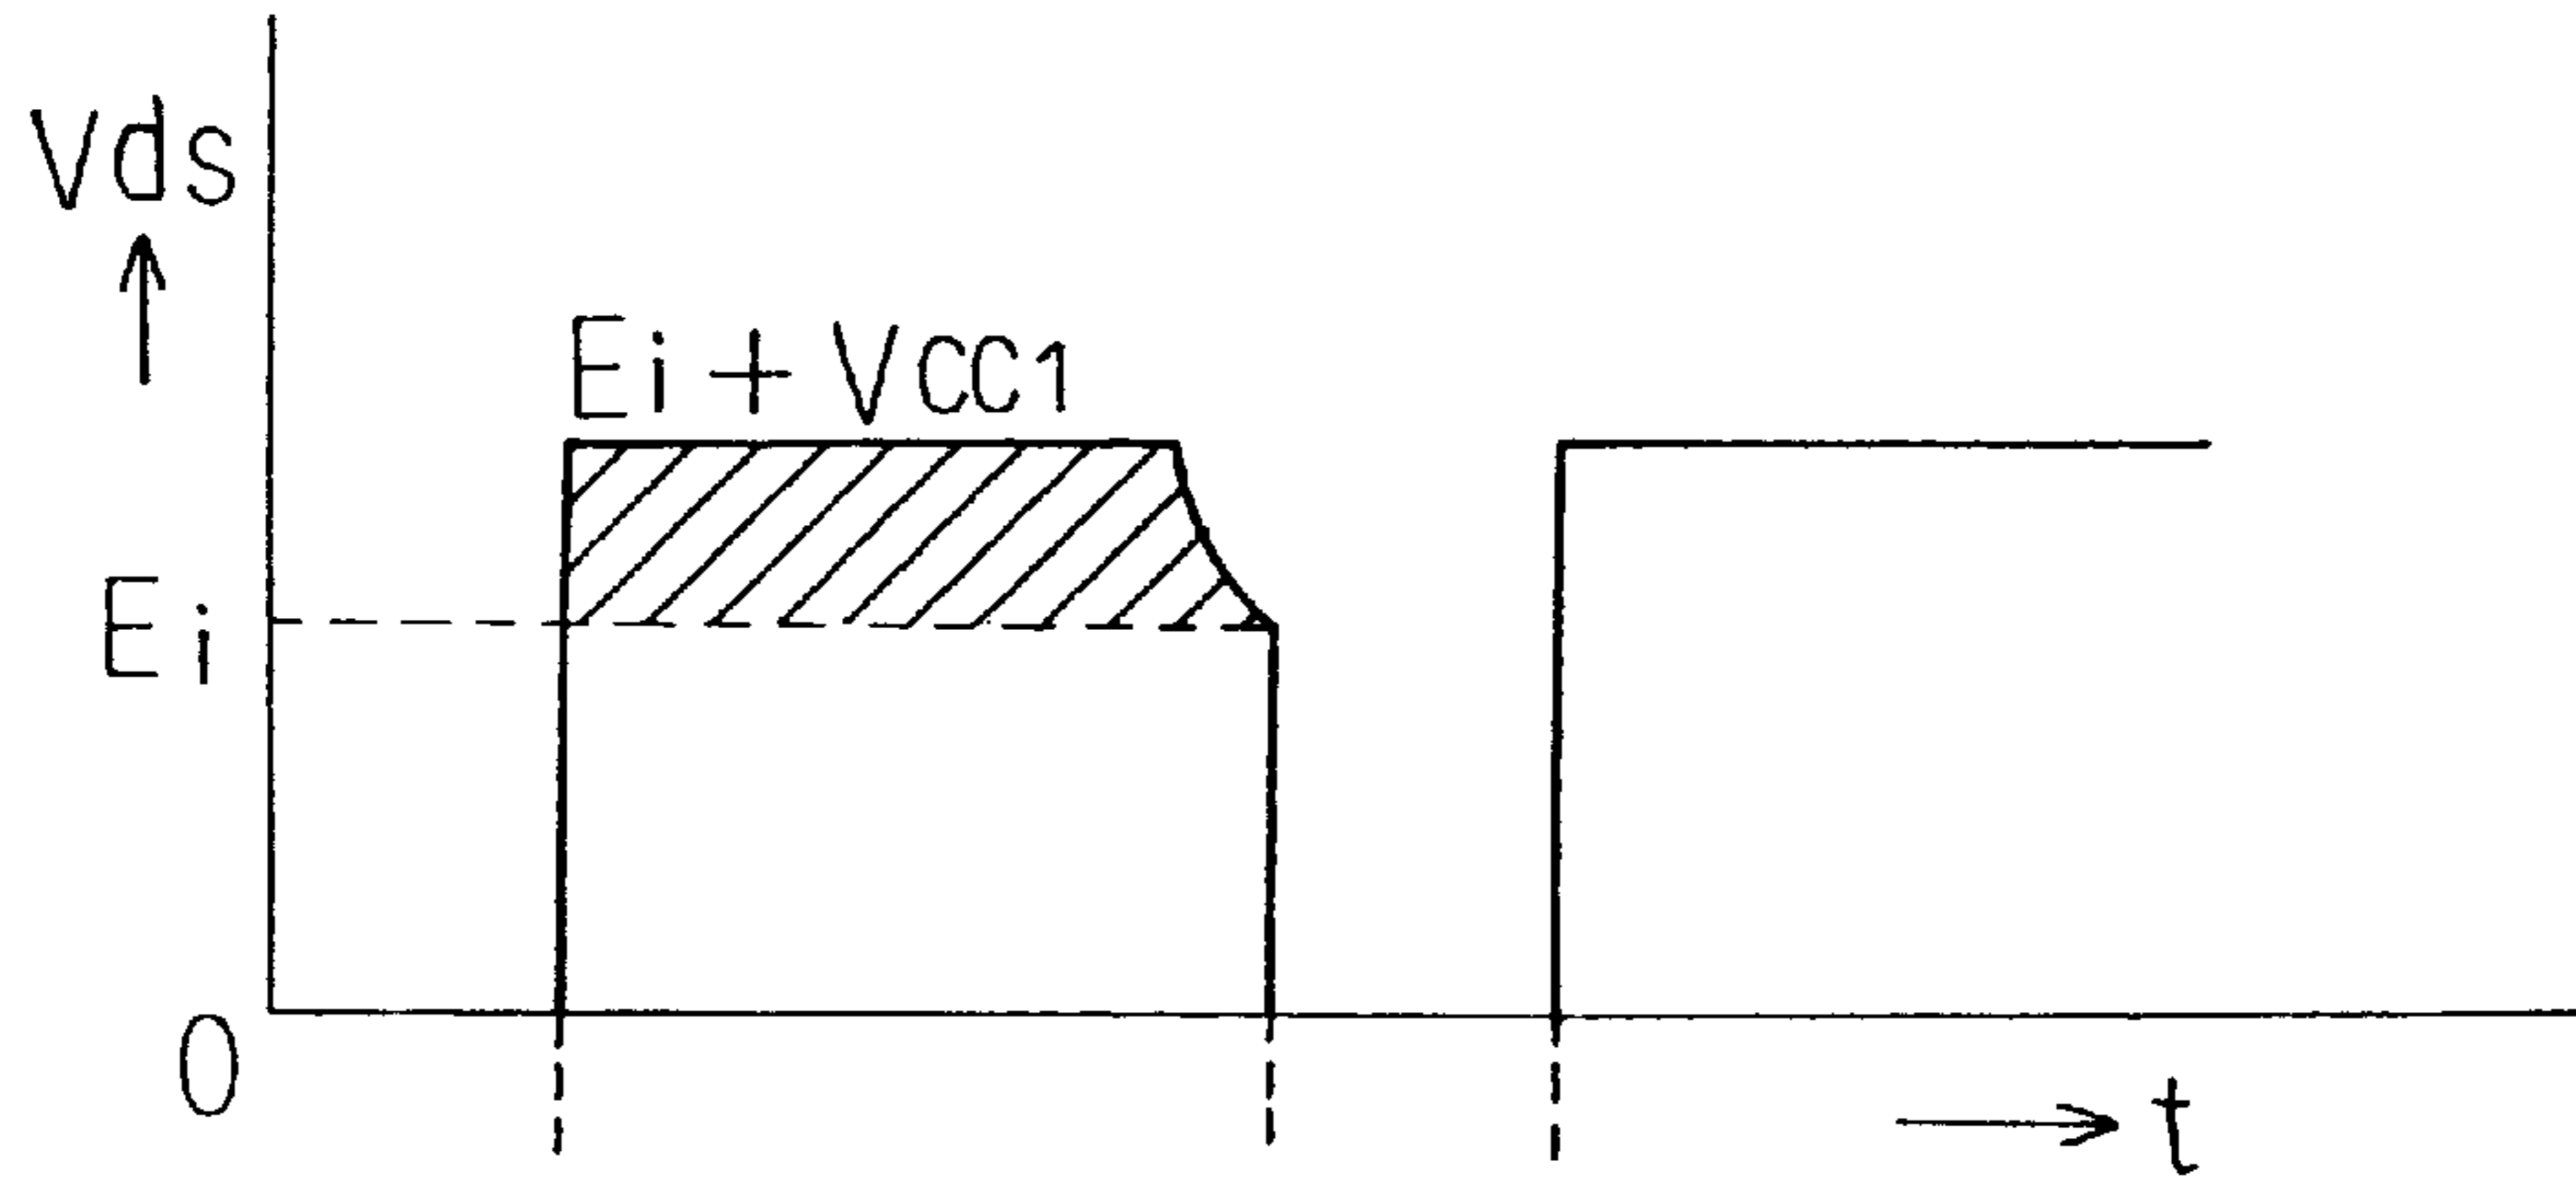 Vds
Ei + VCC1
Ei
0
t